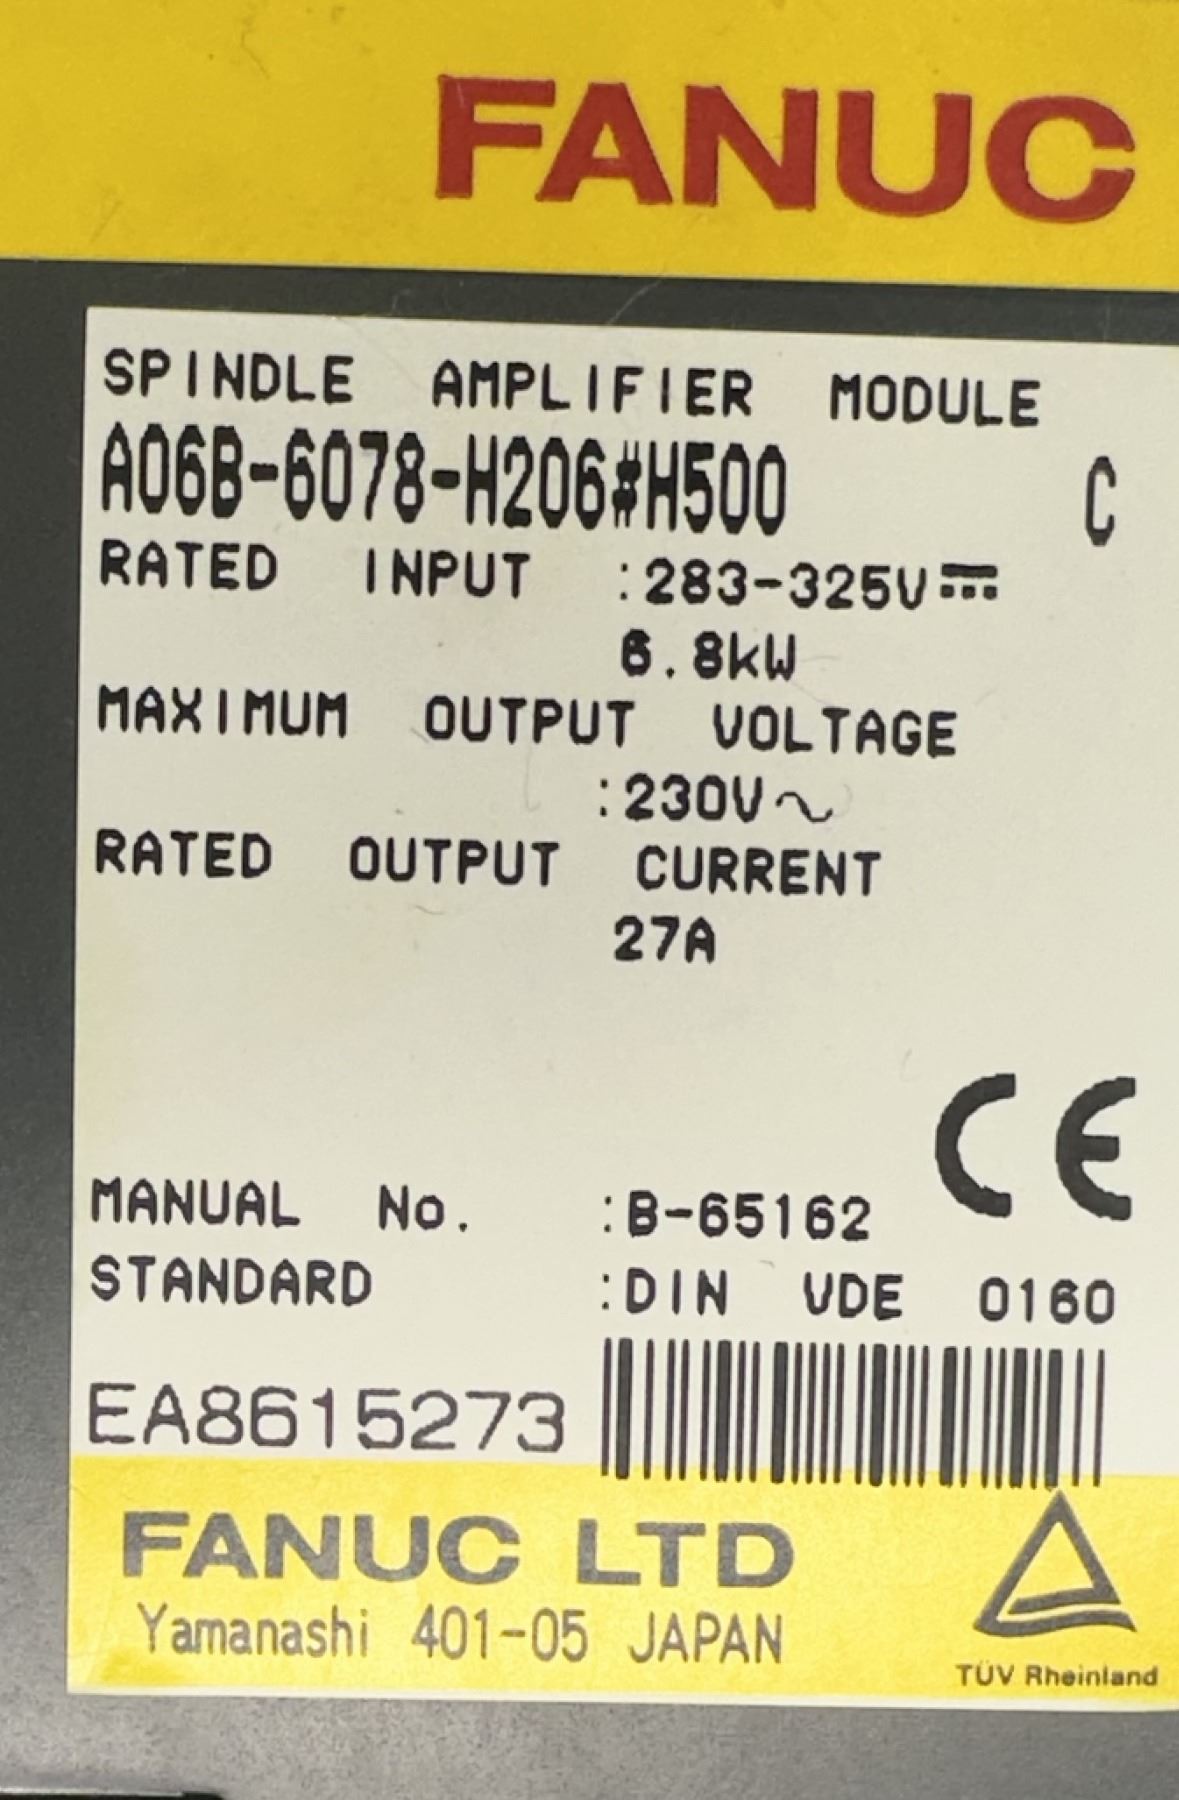 FANUC
SPINDLE AMPLIFIER MODULE
A06B-6078-H206#H500 C
RATED INPUT :283-325V⎓
6.8kW
MAXIMUM OUTPUT VOLTAGE
:230V~
RATED OUTPUT CURRENT
27A
CE
MANUAL No. :B-65162
STANDARD :DIN VDE 0160
EA8615273
FANUC LTD
Yamanashi 401-05 JAPAN
TÜV Rheinland